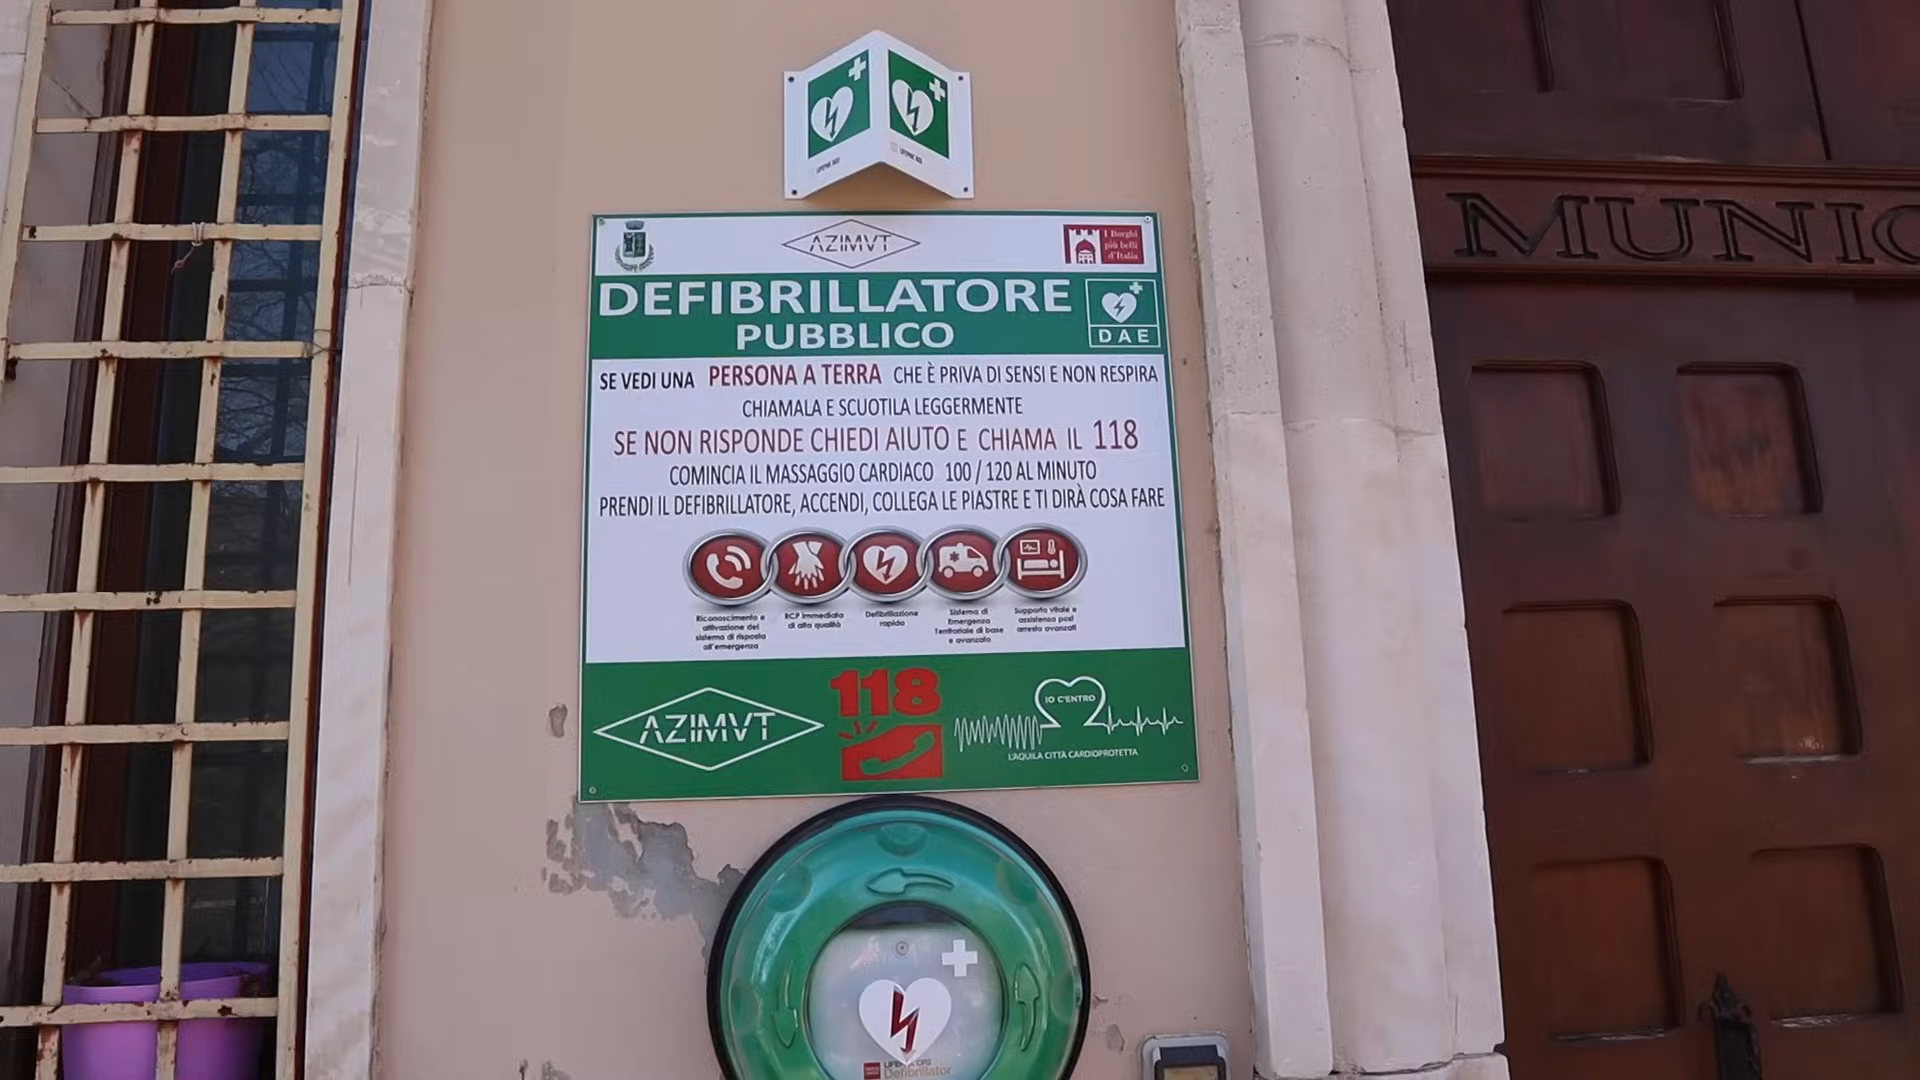 AZIMVT
I Borghi
più belli
d'Italia
DEFIBRILLATORE
PUBBLICO
DAE
SE VEDI UNA PERSONA A TERRA CHE È PRIVA DI SENSI E NON RESPIRA
CHIAMALA E SCUOTILA LEGGERMENTE
SE NON RISPONDE CHIEDI AIUTO E CHIAMA IL 118
COMINCIA IL MASSAGGIO CARDIACO 100 / 120 AL MINUTO
PRENDI IL DEFIBRILLATORE, ACCENDI, COLLEGA LE PIASTRE E TI DIRÀ COSA FARE
Riconoscimento e
attivazione del
sistema di risposta
all'emergenza
RCP immediata
di alta qualità
Defibrillazione
rapida
Sistema di
Emergenza
Territoriale di base
e avanzato
Supporto vitale e
assistenza post
arresto avanzati
AZIMVT
118
IO C'ENTRO
L'AQUILA CITTÀ CARDIOPROTETTA
MUNIC
Defibrillator